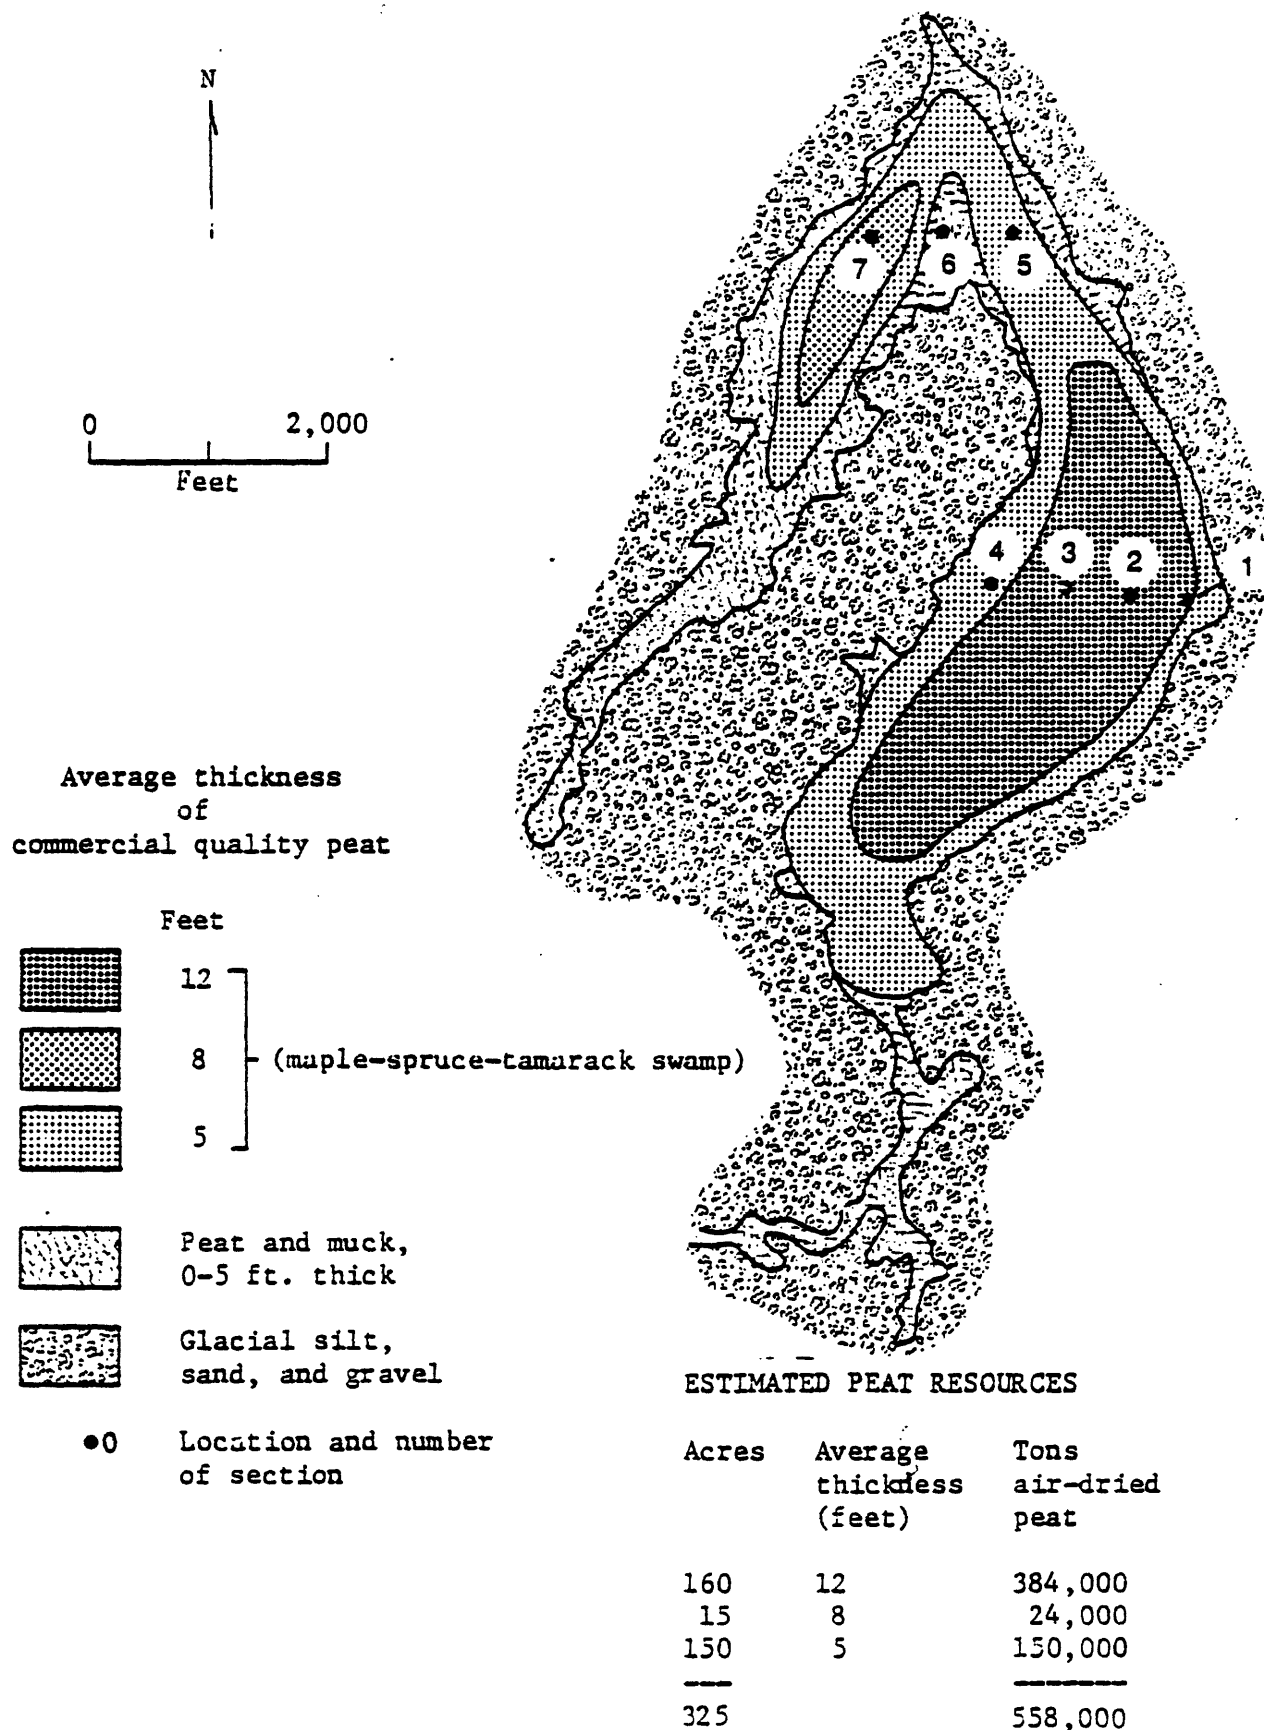 N
0 2,000
Feet
7
6
5
4
3
2
1
Average thickness
of
commercial quality peat
Feet
12
8 (maple-spruce-tamarack swamp)
5
Peat and muck,
0-5 ft. thick
Glacial silt,
sand, and gravel
●0 Location and number
of section
ESTIMATED PEAT RESOURCES
Acres Average Tons
thickness air-dried
(feet) peat
160 12 384,000
15 8 24,000
150 5 150,000
325 558,000